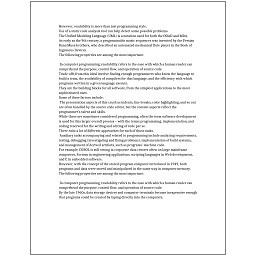 However, readability is more than just programming style.
Use of a static code analysis tool can help detect some possible problems.
The Unified Modeling Language (UML) is a notation used for both the OOAD and MDA.
As early as the 9th century, a programmable music sequencer was invented by the Persian
Banu Musa brothers, who described an automated mechanical flute player in the Book of
Ingenious Devices.
The following properties are among the most important:

In computer programming, readability refers to the ease with which a human reader can
comprehend the purpose, control flow, and operation of source code.
Trade-offs from this ideal involve finding enough programmers who know the language to
build a team, the availability of compilers for that language, and the efficiency with which
programs written in a given language execute.
They are the building blocks for all software, from the simplest applications to the most
sophisticated ones.
Some of these factors include:
The presentation aspects of this (such as indents, line breaks, color highlighting, and so on)
are often handled by the source code editor, but the content aspects reflect the
programmer's talent and skills.
While these are sometimes considered programming, often the term software development
is used for this larger overall process – with the terms programming, implementation, and
coding reserved for the writing and editing of code per se.
There exist a lot of different approaches for each of those tasks.
Auxiliary tasks accompanying and related to programming include analyzing requirements,
testing, debugging (investigating and fixing problems), implementation of build systems,
and management of derived artifacts, such as programs' machine code.
For example, COBOL is still strong in corporate data centers often on large mainframe
computers, Fortran in engineering applications, scripting languages in Web development,
and C in embedded software.
However, with the concept of the stored-program computer introduced in 1949, both
programs and data were stored and manipulated in the same way in computer memory.
The following properties are among the most important:

In computer programming, readability refers to the ease with which a human reader can
comprehend the purpose, control flow, and operation of source code.
By the late 1960s, data storage devices and computer terminals became inexpensive enough
that programs could be created by typing directly into the computers.